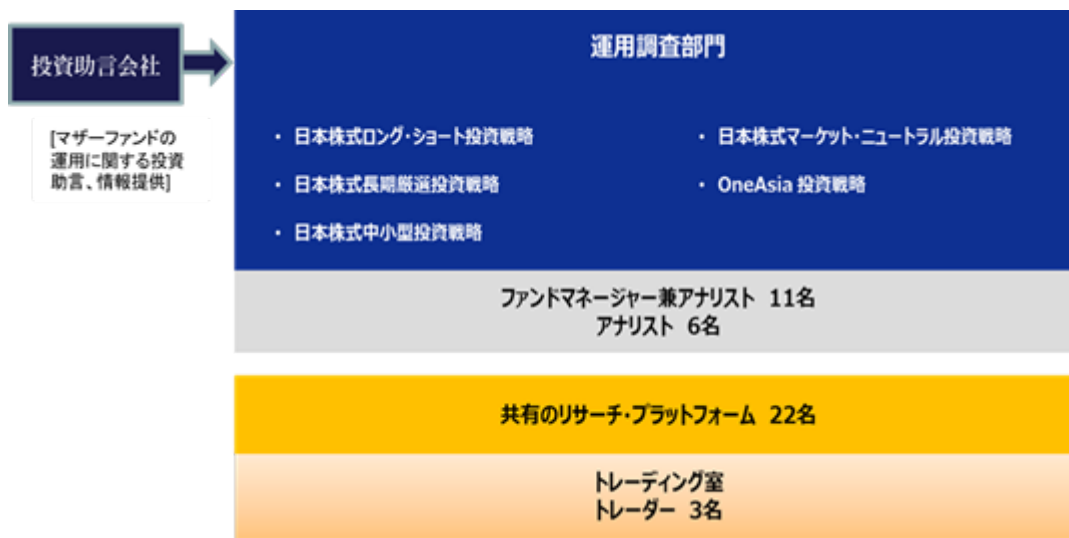 投資助言会社
[マザーファンドの
運用に関する投資
助言、情報提供]
運用調査部門
・ 日本株式ロング・ショート投資戦略
・ 日本株式長期厳選投資戦略
・ 日本株式中小型投資戦略
・ 日本株式マーケット・ニュートラル投資戦略
・ OneAsia 投資戦略
ファンドマネージャー兼アナリスト 11名
アナリスト 6名
共有のリサーチ・プラットフォーム 22名
トレーディング室
トレーダー 3名